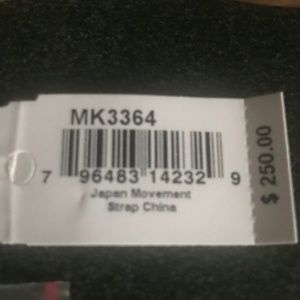 MK3364
7 96483 14232 9
Japan Movement
Strap China
$ 250.00